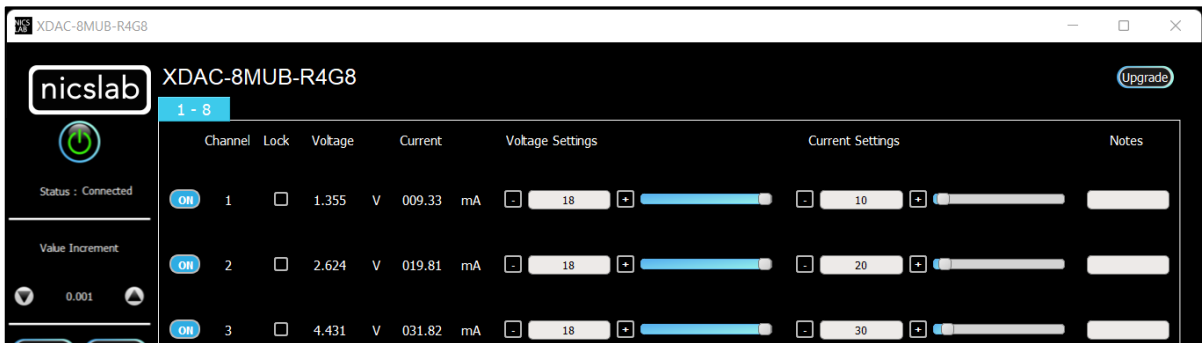 NICS LAB XDAC-8MUB-R4G8
nicslab XDAC-8MUB-R4G8 Upgrade
1 - 8
Channel Lock Voltage Current Voltage Settings Current Settings Notes
Status : Connected
ON 1 1.355 V 009.33 mA - 18 + - 10 +
Value Increment
ON 2 2.624 V 019.81 mA - 18 + - 20 +
0.001
ON 3 4.431 V 031.82 mA - 18 + - 30 +